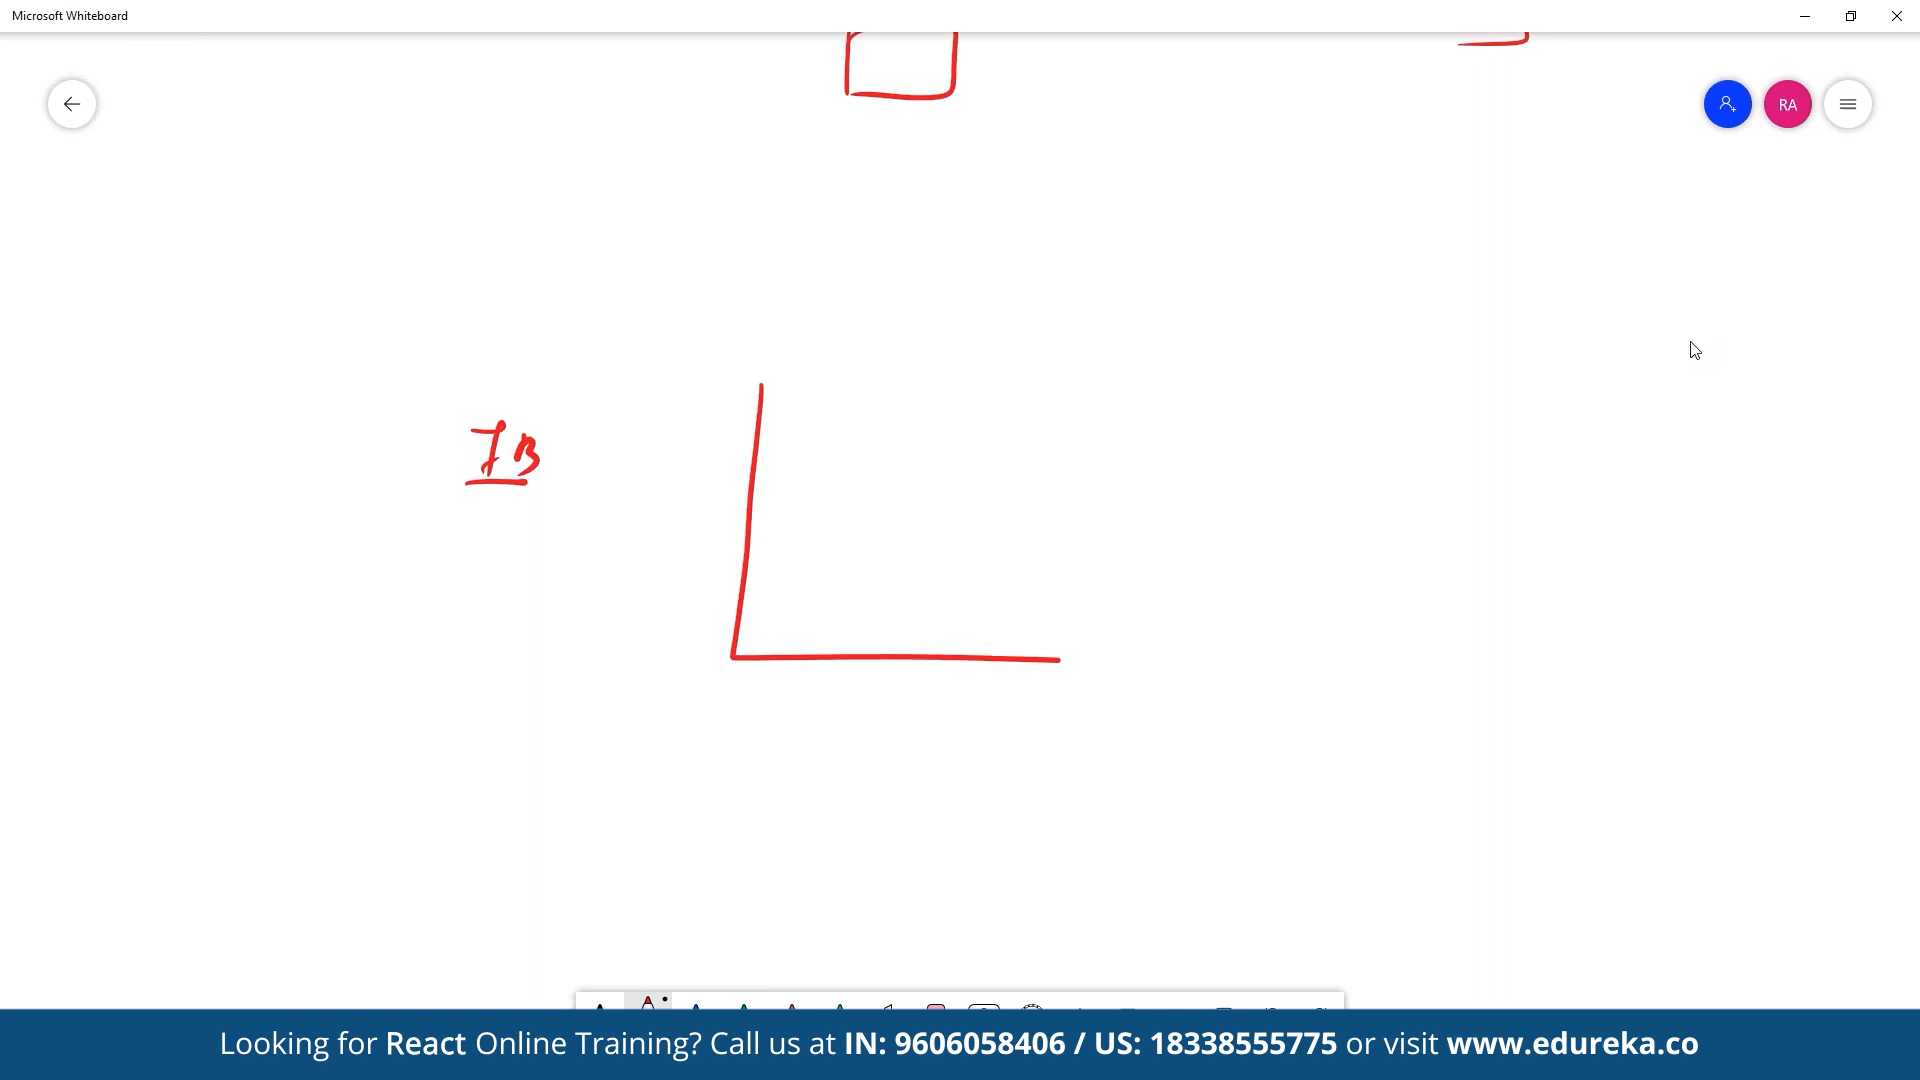 Microsoft Whiteboard
RA
Looking for React Online Training? Call us at IN: 9606058406 / US: 18338555775 or visit www.edureka.co